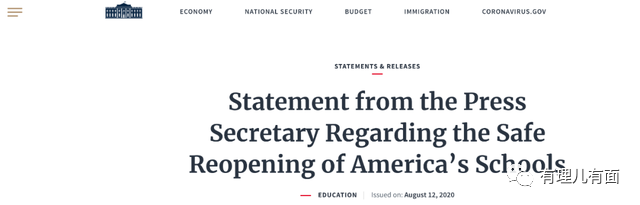 ECONOMY NATIONAL SECURITY BUDGET IMMIGRATION CORONAVIRUS.GOV
STATEMENTS & RELEASES
Statement from the Press
Secretary Regarding the Safe
Reopening of America’s Schools
有理儿有面
EDUCATION | Issued on: August 12, 2020